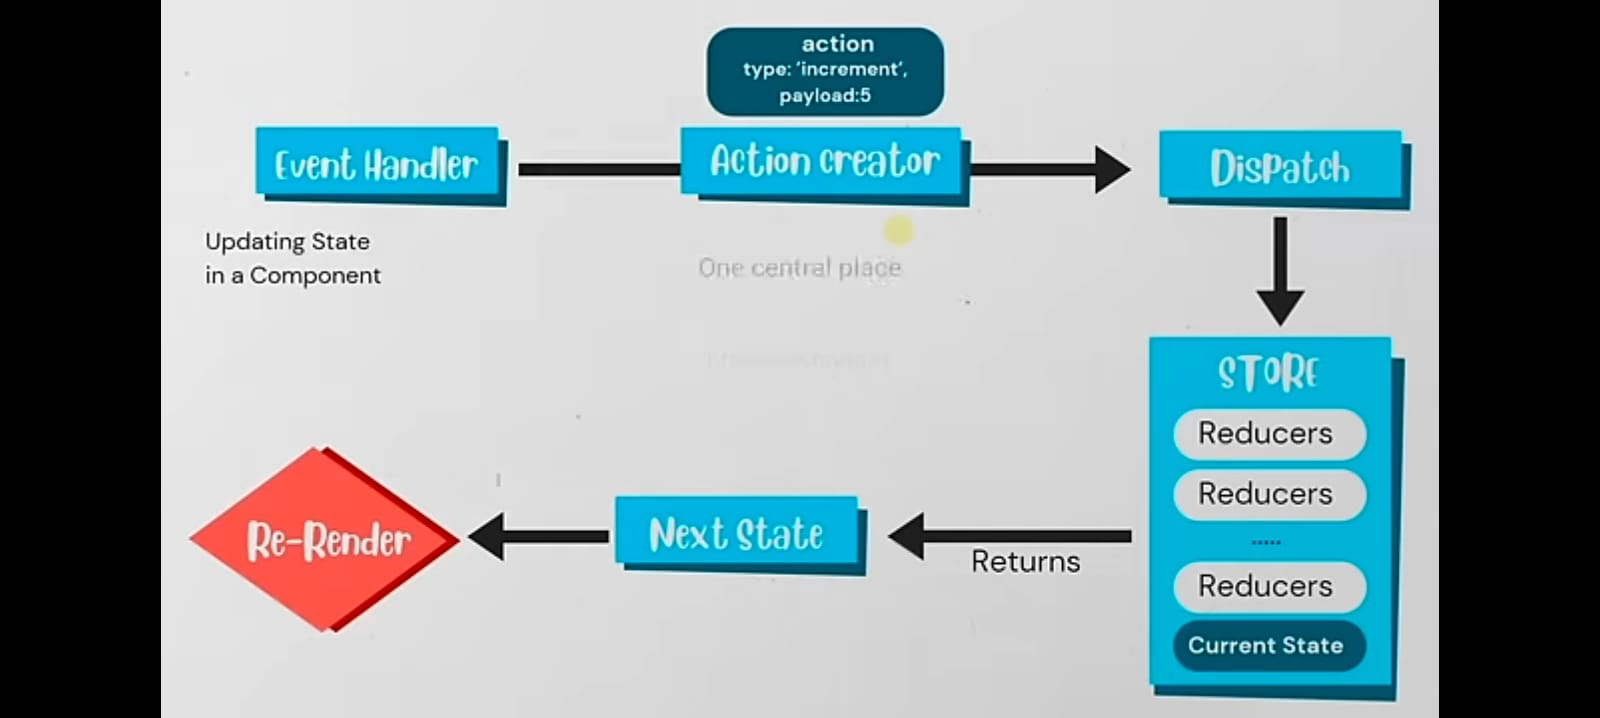 action
type: 'increment',
payload:5
Event Handler
Action creator
Dispatch
Updating State
in a Component
One central place
STORE
Reducers
Reducers
.....
Reducers
Current State
Next State
Returns
Re-Render